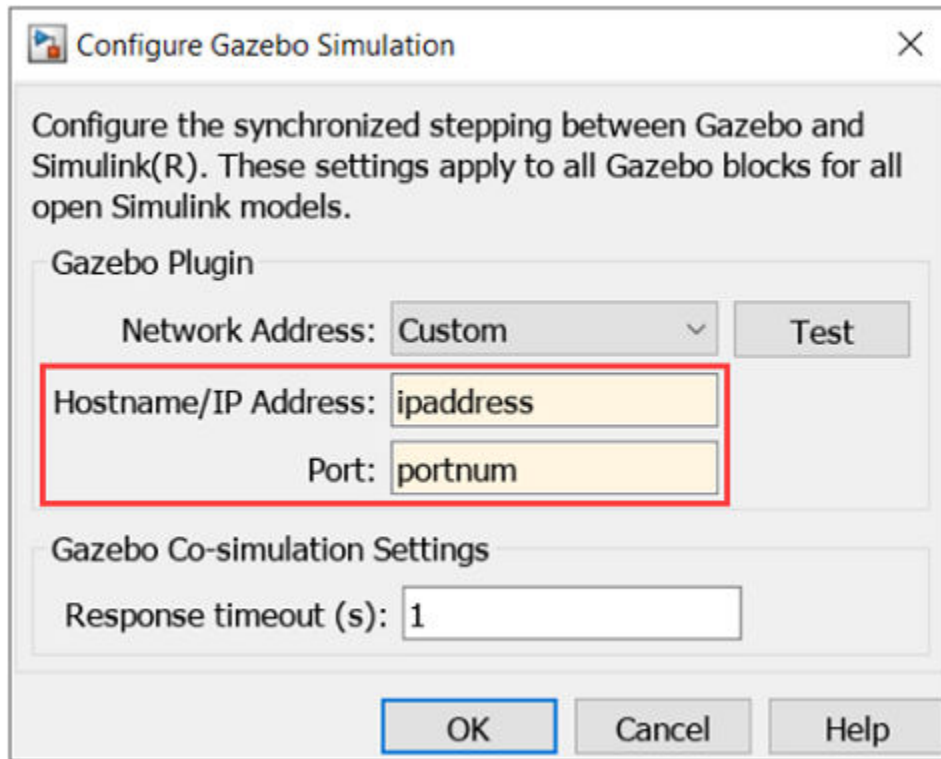 Configure Gazebo Simulation
Configure the synchronized stepping between Gazebo and
Simulink(R). These settings apply to all Gazebo blocks for all
open Simulink models.
Gazebo Plugin
Network Address: Custom Test
Hostname/IP Address: ipaddress
Port: portnum
Gazebo Co-simulation Settings
Response timeout (s): 1
OK Cancel Help